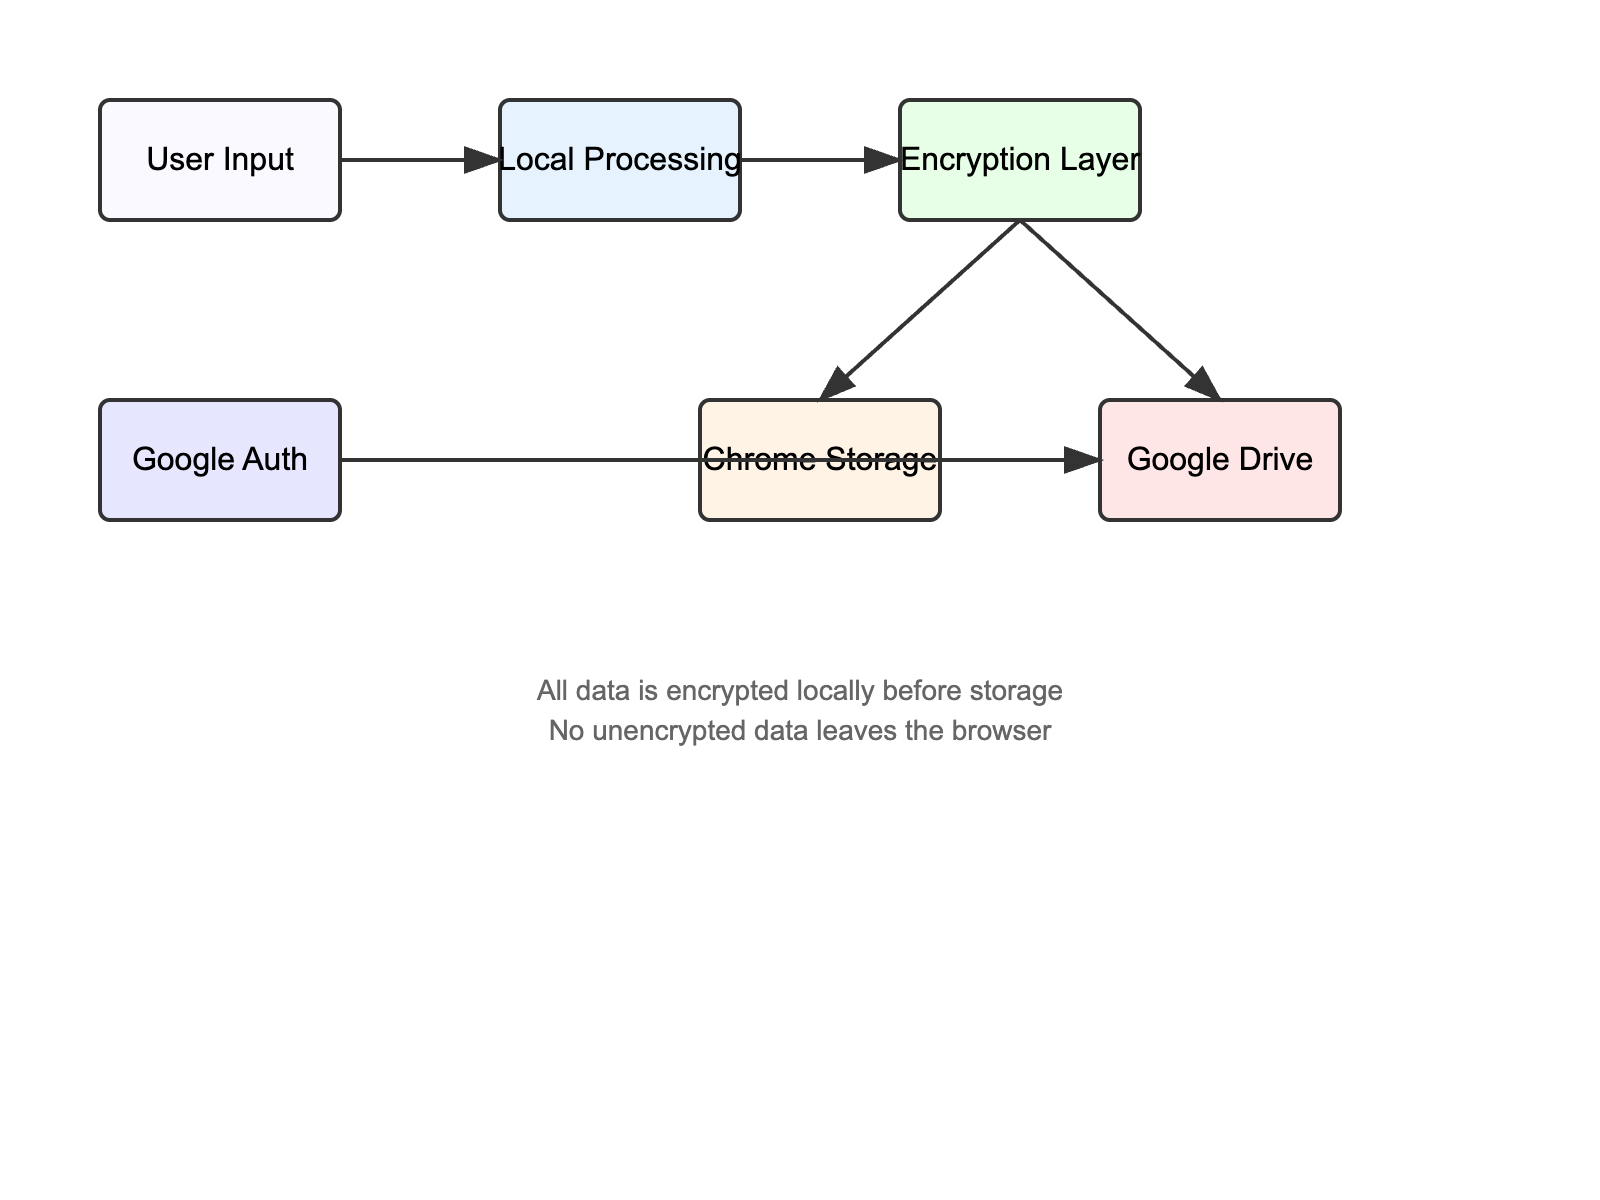 User Input
Local Processing
Encryption Layer
Google Auth
Chrome Storage
Google Drive
All data is encrypted locally before storage
No unencrypted data leaves the browser